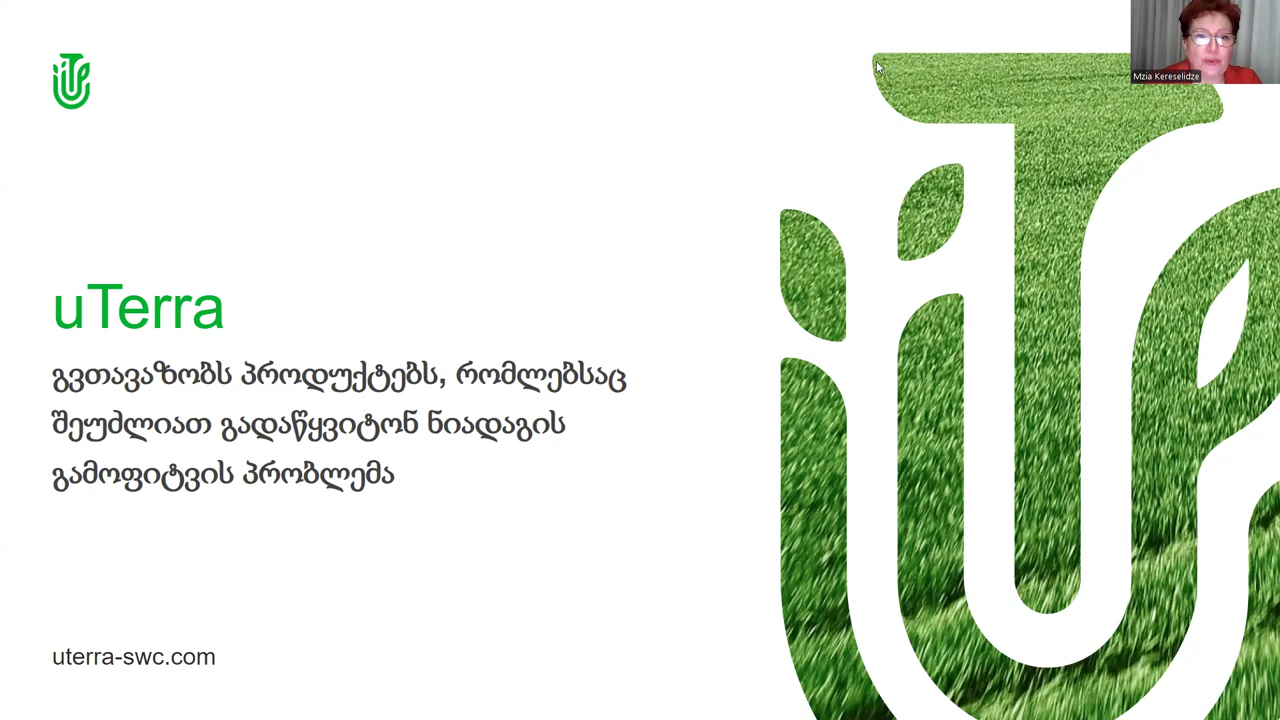 Mzia Kereselidze
uTerra
გვთავაზობს პროდუქტებს, რომლებსაც
შეუძლიათ გადაწყვიტონ ნიადაგის
გამოფიტვის პრობლემა
uterra-swc.com